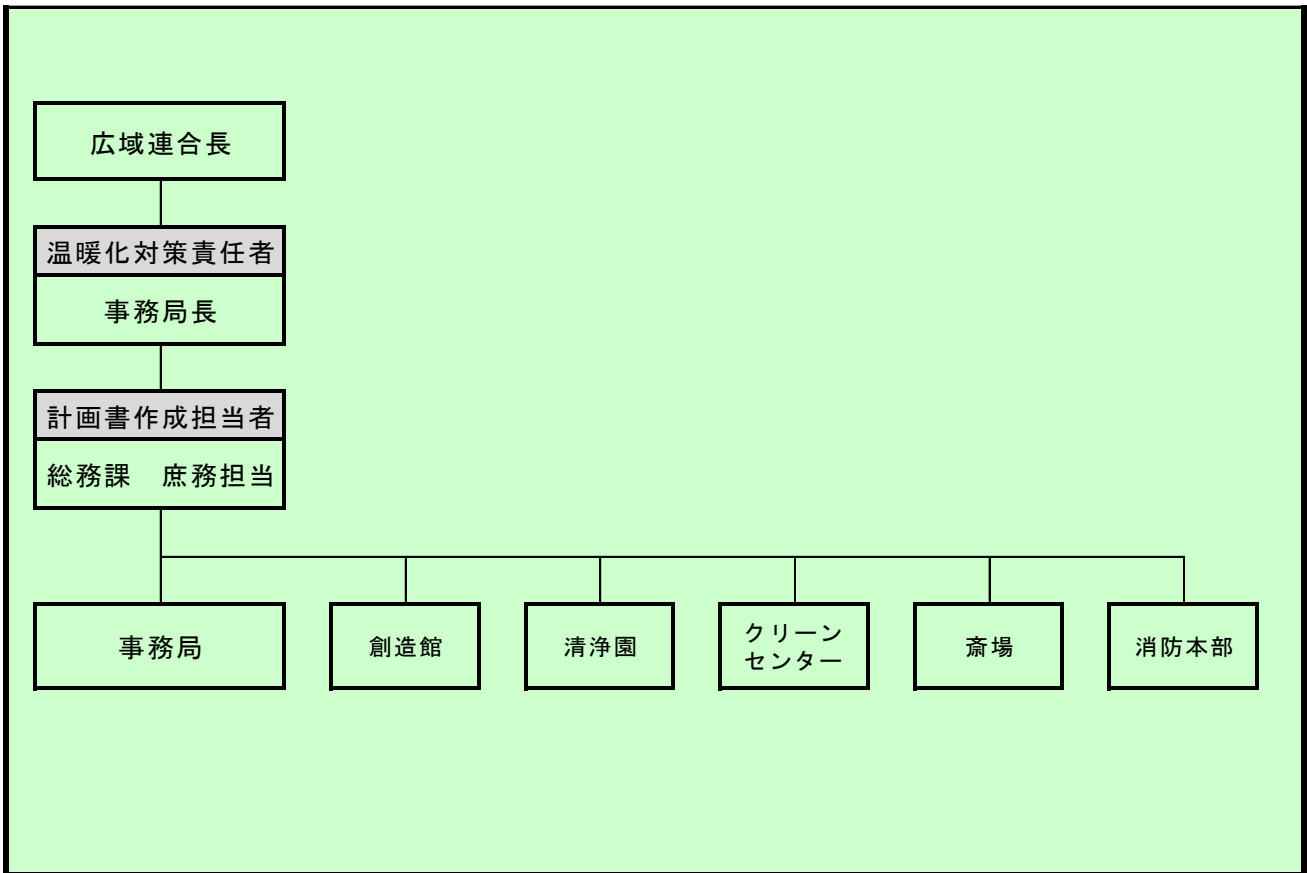 広域連合長
温暖化対策責任者
事務局長
計画書作成担当者
総務課　庶務担当
事務局
創造館
清浄園
クリーン
センター
斎場
消防本部